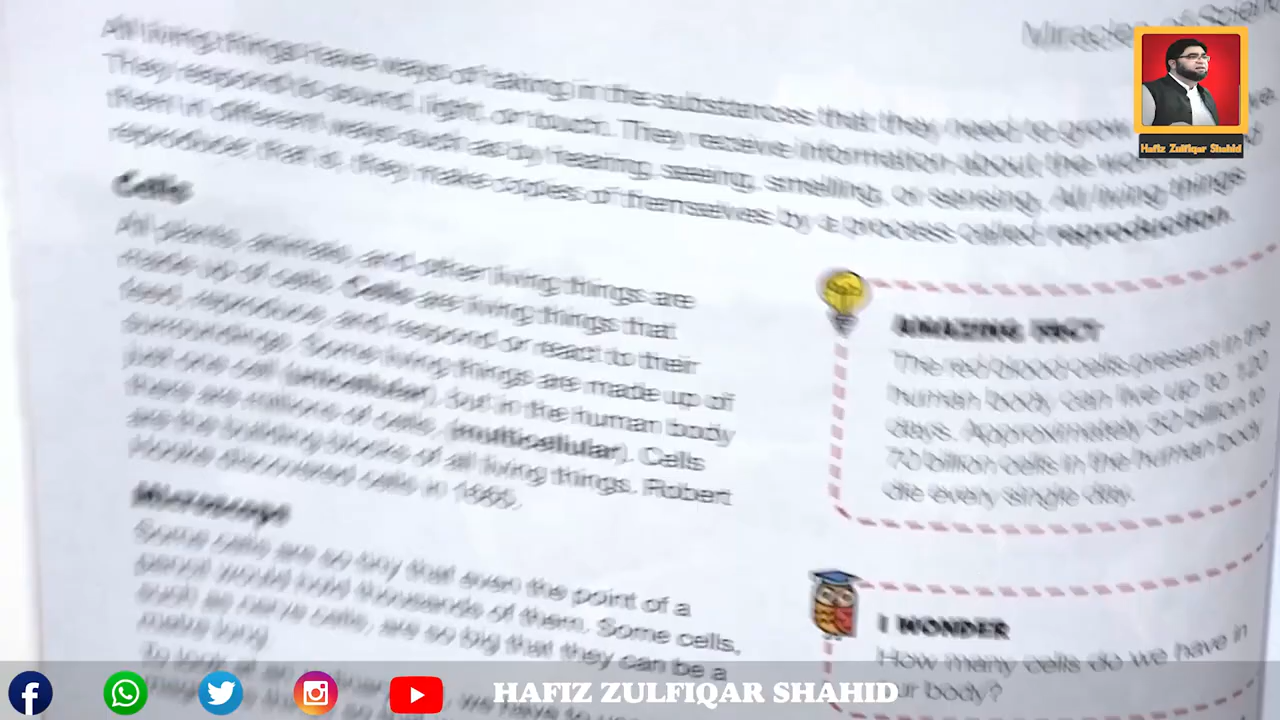 Miracles of Science
All living things have ways of taking in the substances that they need to grow
They respond to sound, light, or touch. They receive information about the
them in different ways such as by hearing, seeing, smelling, or sensing. All living things
reproduce; that is, they make copies of themselves by a process called reproduction.
Cells
All plants, animals, and other living things are
made up of cells. Cells are living things that
feed, reproduce, and respond or react to their
surroundings. Some living things are made up of
just one cell (unicellular), but in the human body
there are millions of cells, (multicellular). Cells
are the building blocks of all living things. Robert
Hooke discovered cells in 1665.
Microscope
Some cells are so tiny that even the point of a
pencil would hold thousands of them. Some cells,
such as nerve cells, are so big that they can be a
metre long
To look at an
AMAZING FACT
The red blood cells present in the
human body can live up to 120
days. Approximately 50 billion to
70 billion cells in the human body
die every single day.
I WONDER
How many cells do we have in
our body?
Hafiz Zulfiqar Shahid
HAFIZ ZULFIQAR SHAHID